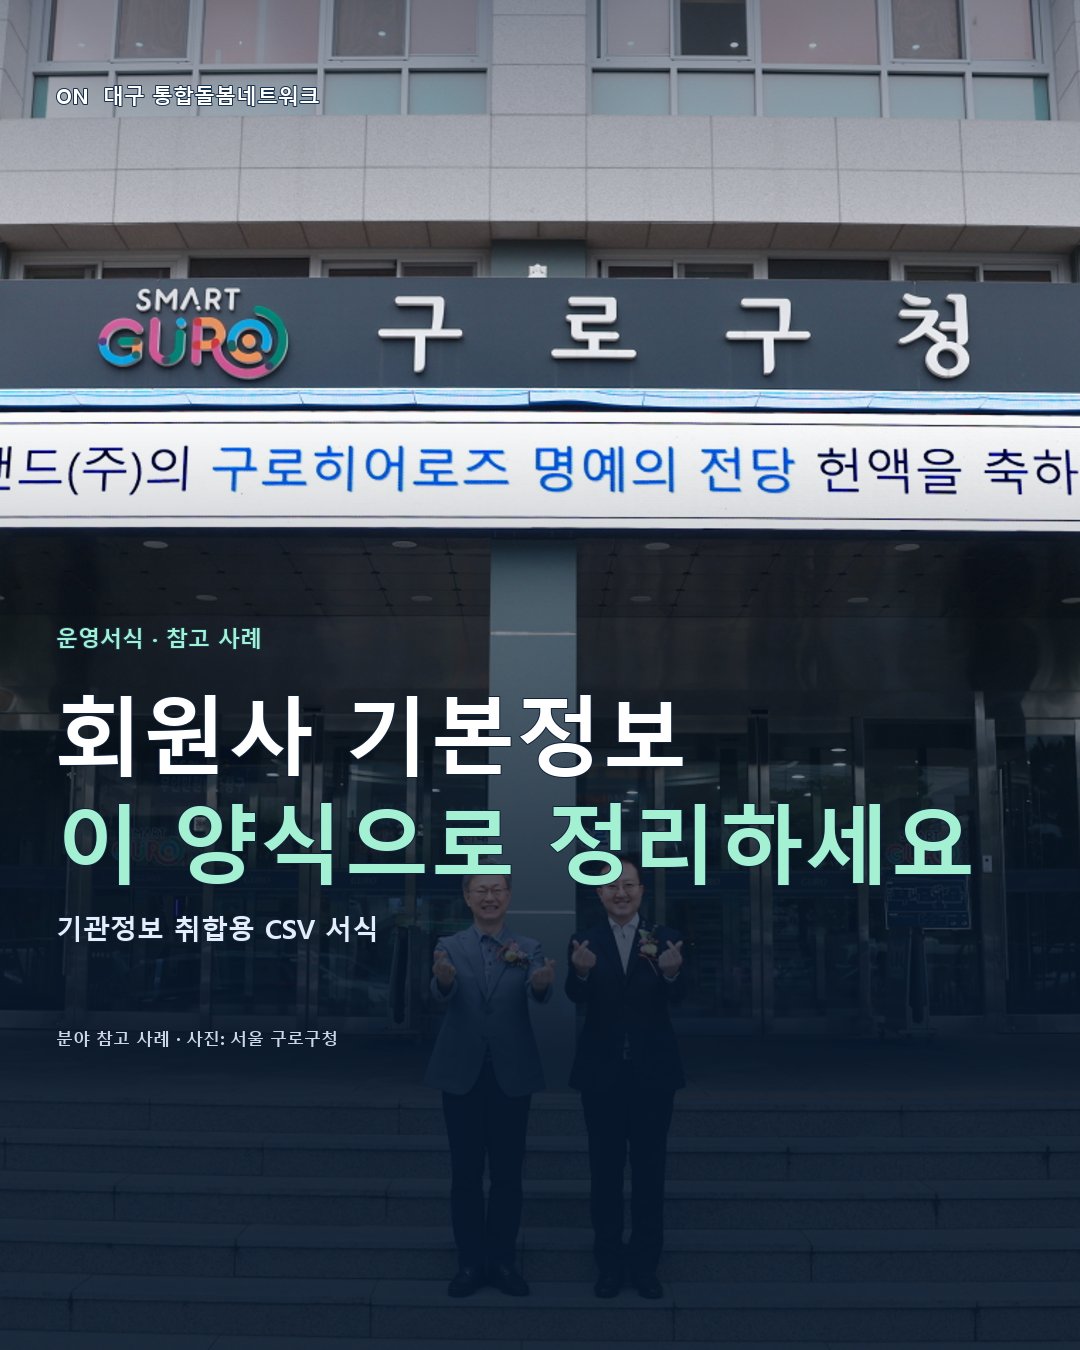 ON 대구 통합돌봄네트워크
SMART
GURO
구로구청
드(주)의 구로히어로즈 명예의 전당 헌액을 축하
운영서식 · 참고 사례
회원사 기본정보
이 양식으로 정리하세요
기관정보 취합용 CSV 서식
분야 참고 사례 · 사진: 서울 구로구청